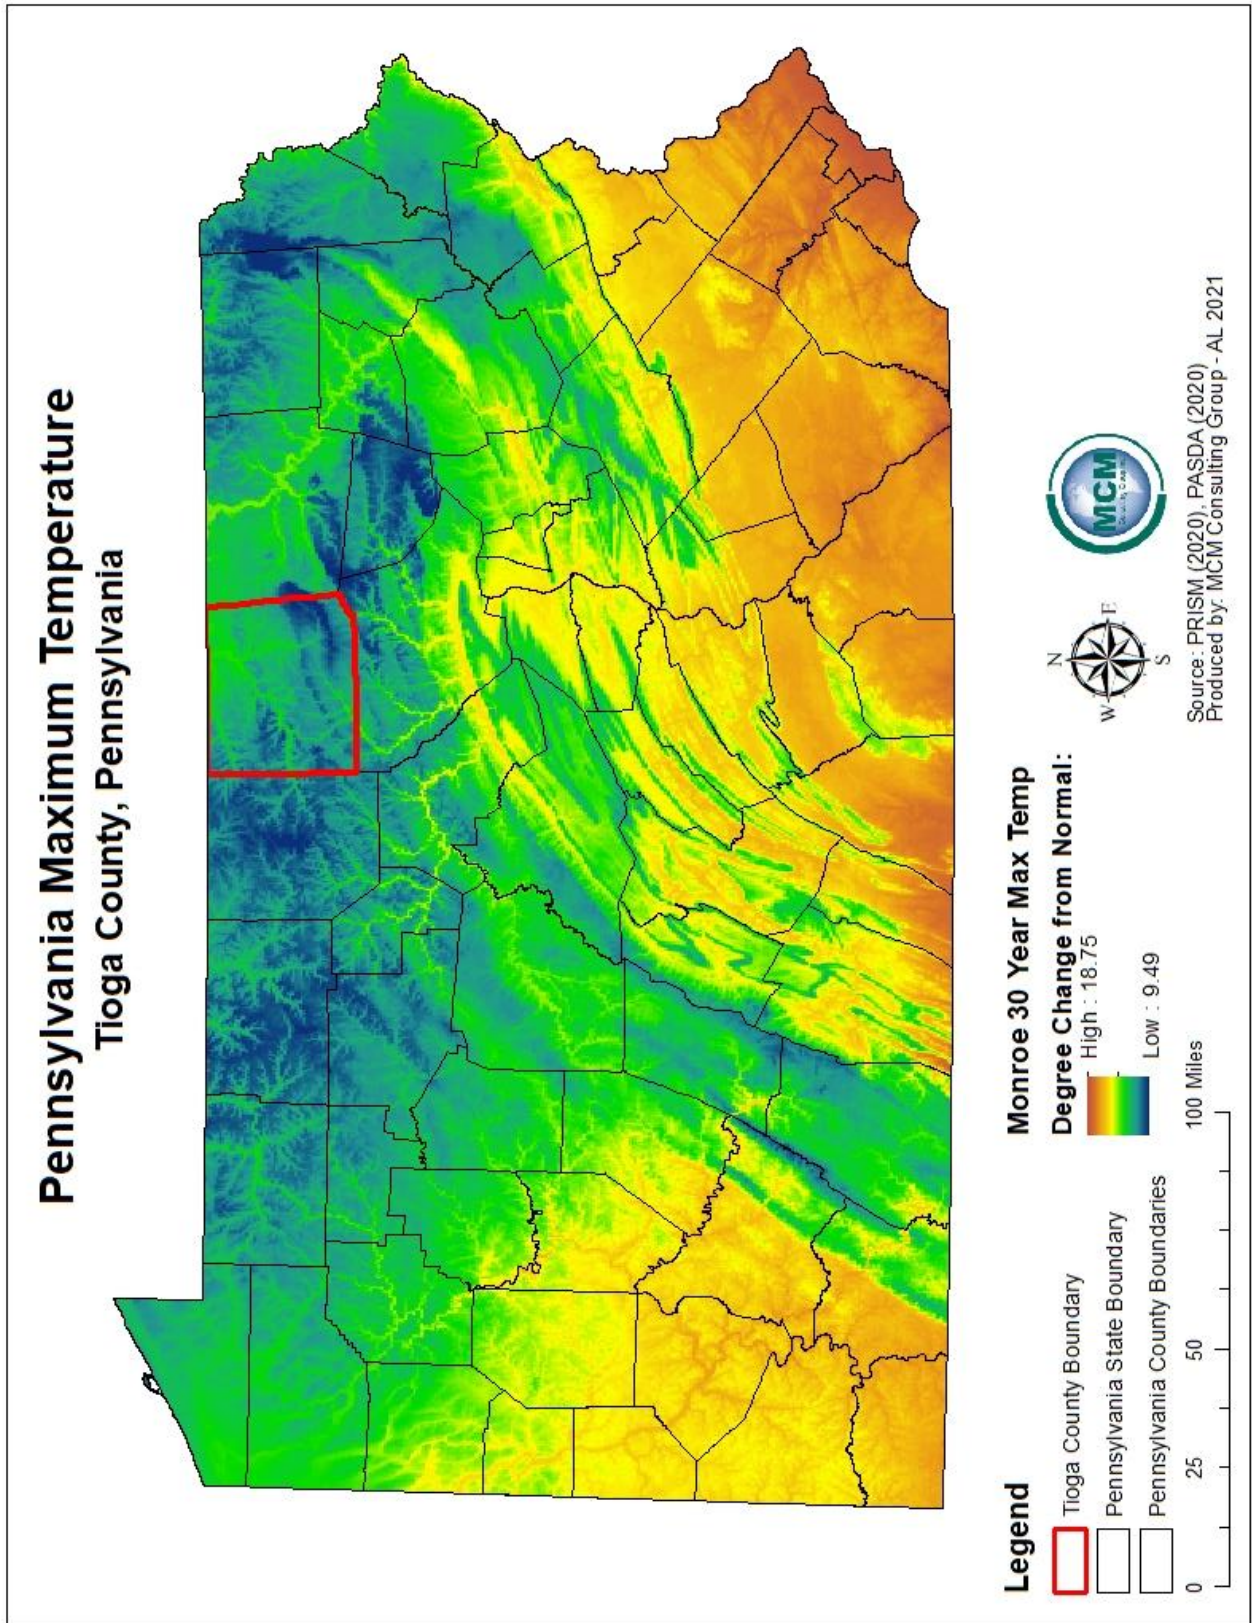 Pennsylvania Maximum Temperature
Tioga County, Pennsylvania
Legend
Tioga County Boundary
Pennsylvania State Boundary
Pennsylvania County Boundaries
0 25 50 100 Miles
Monroe 30 Year Max Temp
Degree Change from Normal:
High : 18.75
Low : 9.49
N
W E
S
MCM
Source: PRISM (2020), PASDA (2020)
Produced by: MCM Consulting Group - AL 2021